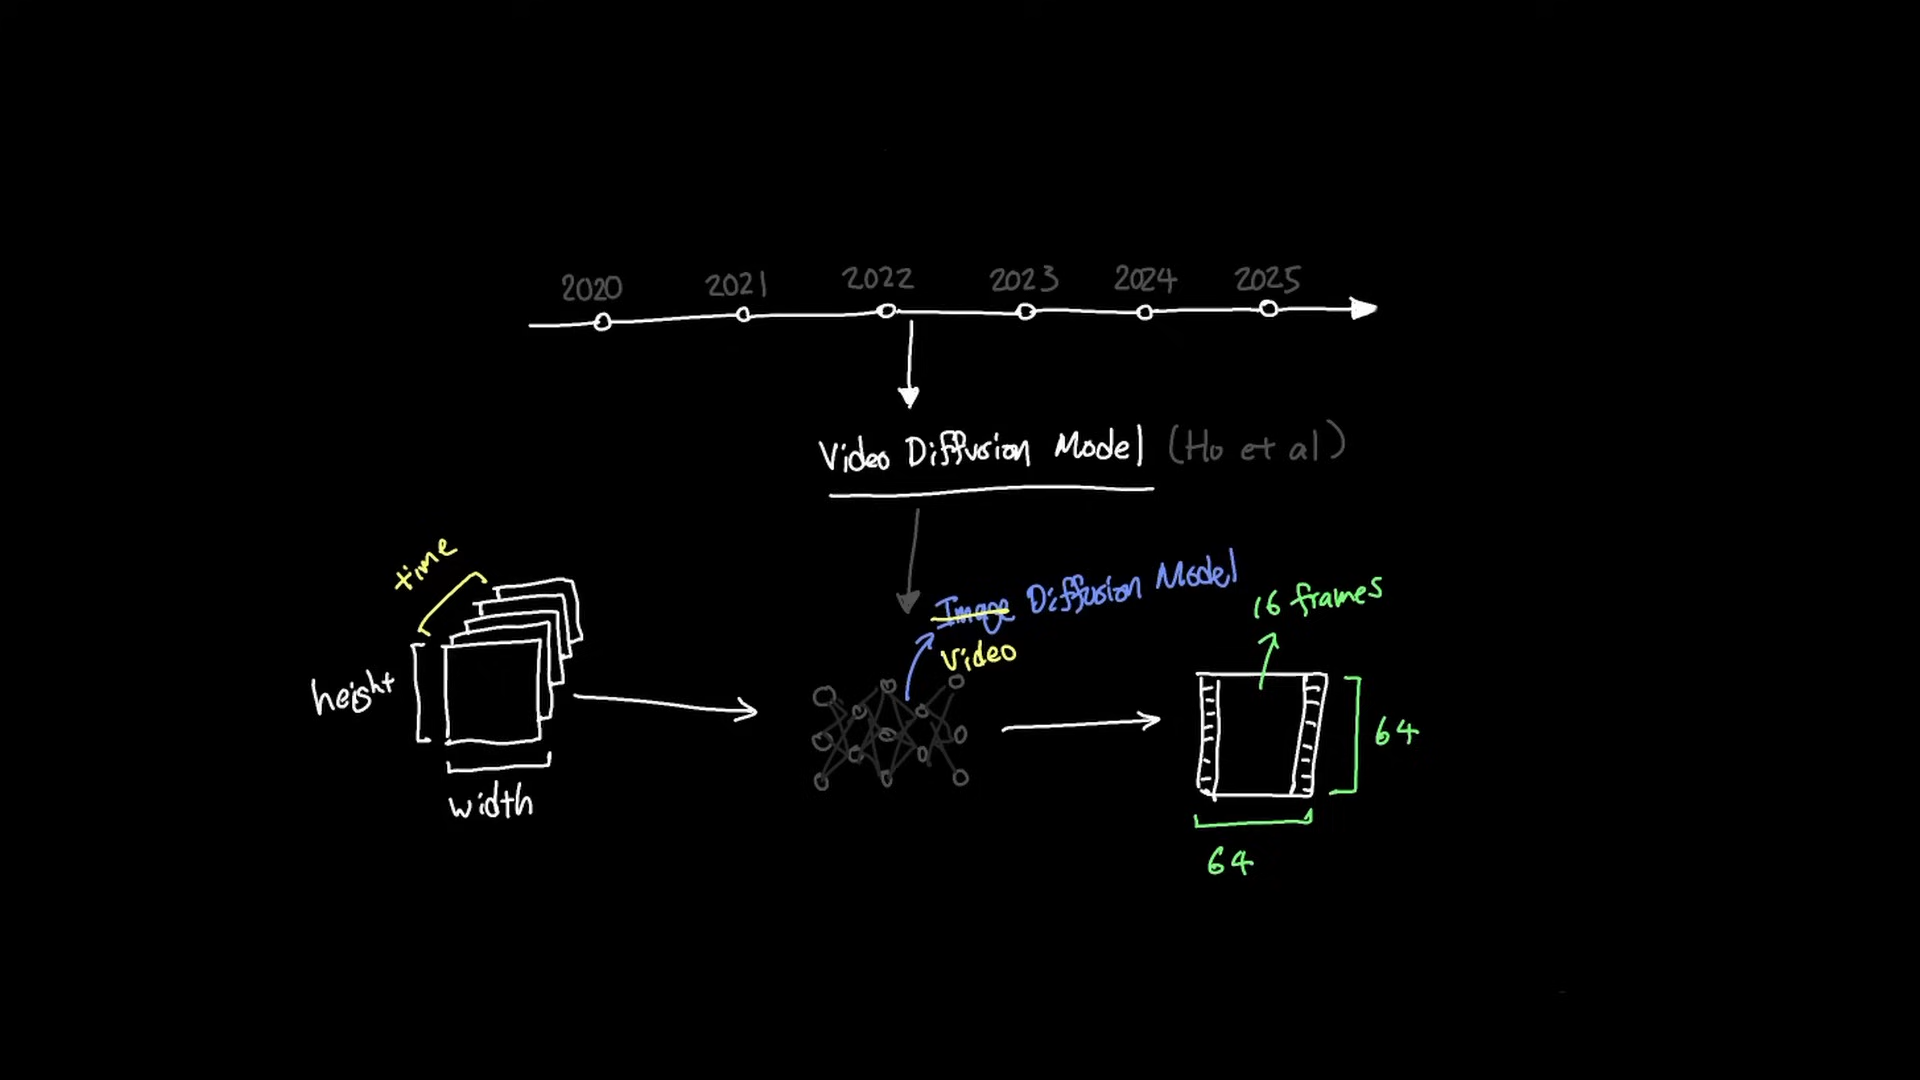 2020 2021 2022 2023 2024 2025
Video Diffusion Model (Ho et al)
time
Image Diffusion Model
Video
16 frames
height
64
width
64